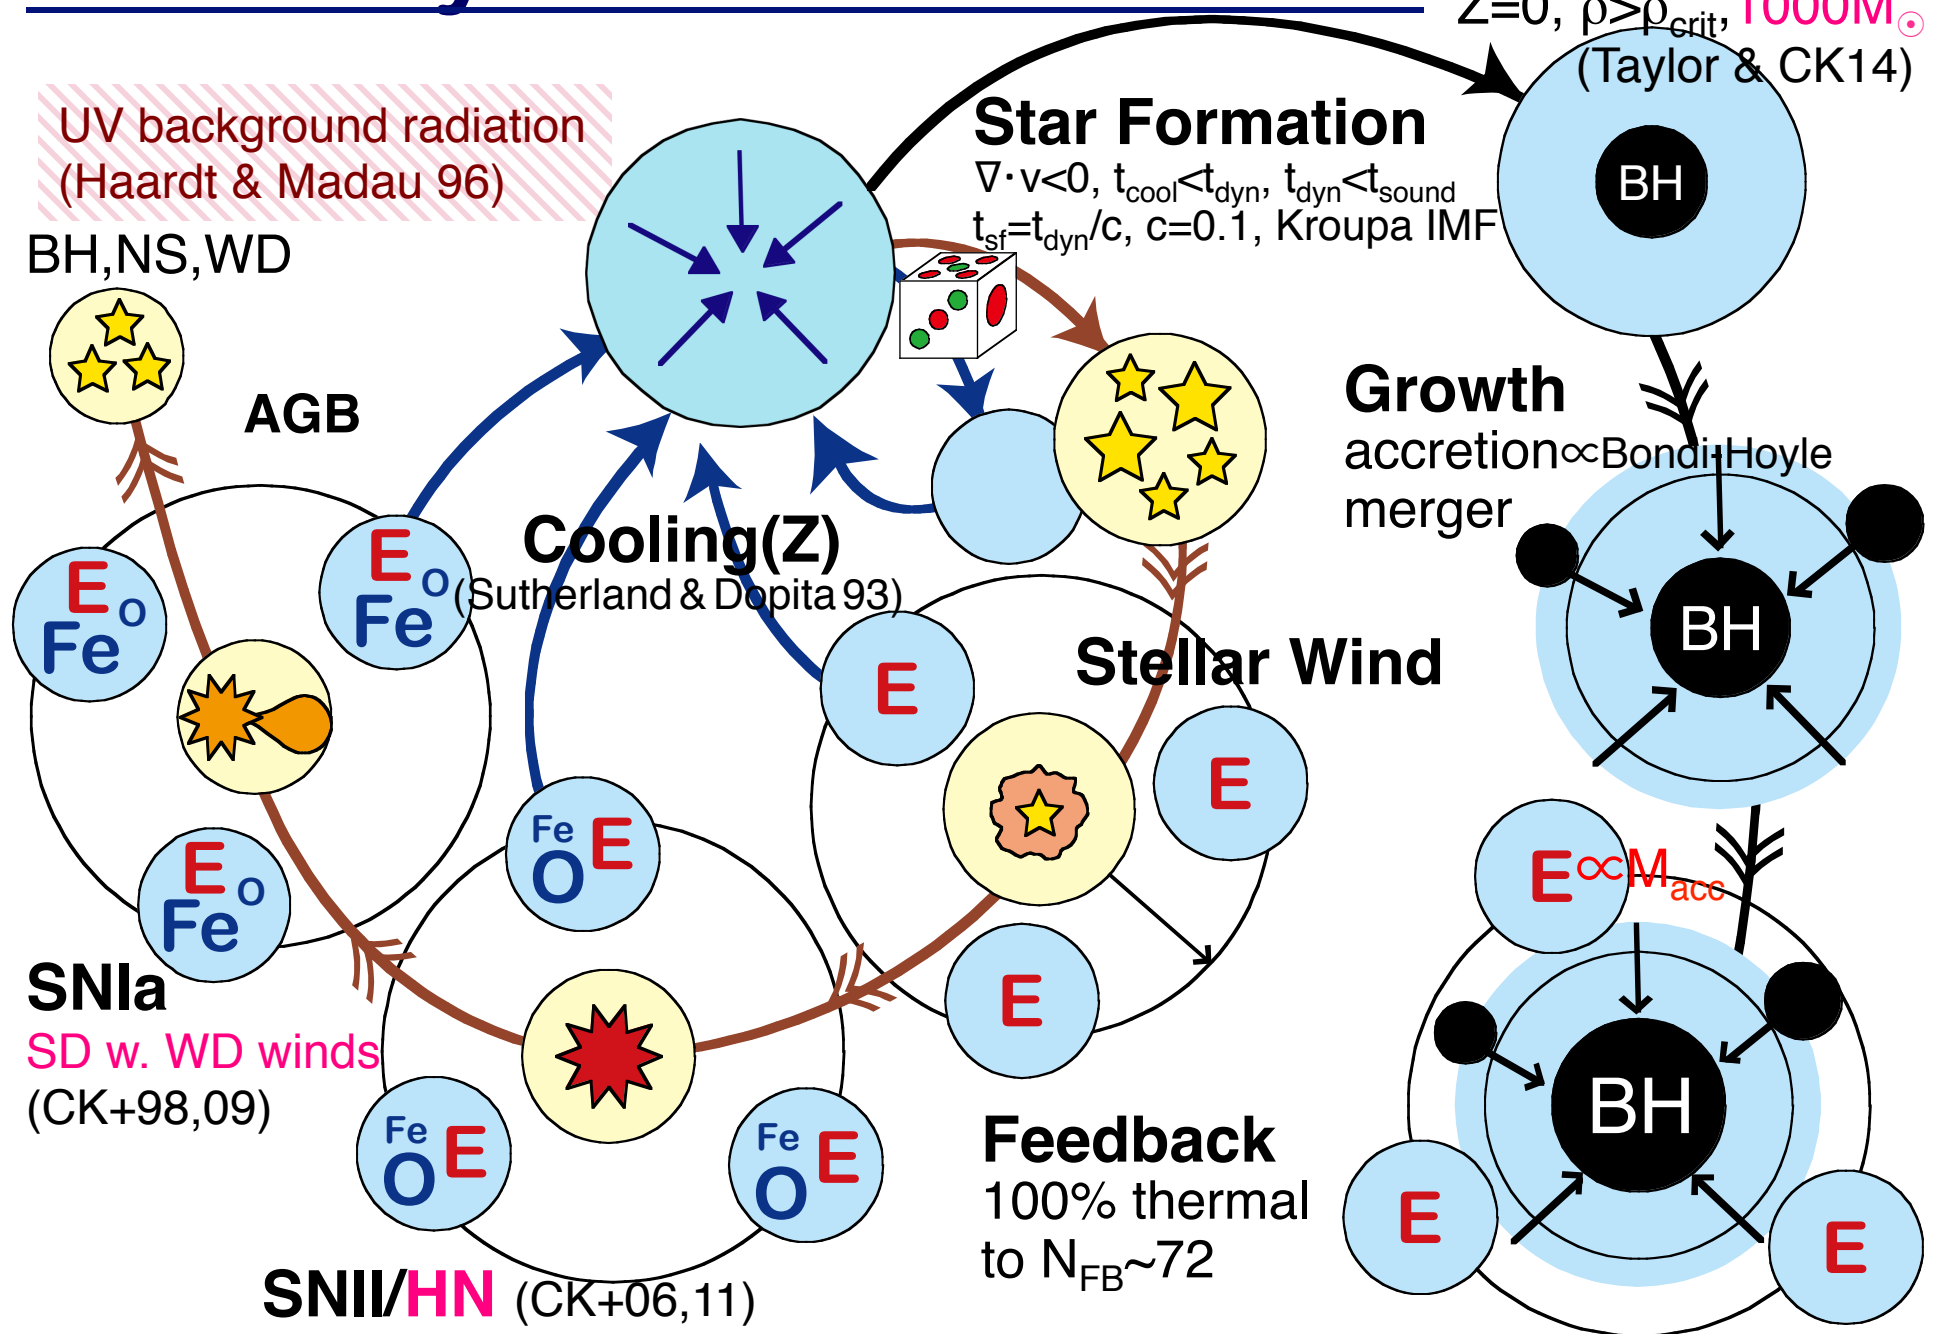 Z=0, ρ>ρcrit, 1000M☉
(Taylor & CK14)
UV background radiation
(Haardt & Madau 96)
Star Formation
∇·v<0, tcool<tdyn, tdyn<tsound
tsf=tdyn/c, c=0.1, Kroupa IMF
BH
BH,NS,WD
AGB
Growth
accretion∝Bondi-Hoyle
merger
Cooling(Z)
(Sutherland & Dopita 93)
E O
Fe
E O
Fe
E O
Fe
Stellar Wind
E
E
E
BH
Fe E
O
Fe E
O
Fe E
O
E∝Macc
SNIa
SD w. WD winds
(CK+98,09)
BH
E
E
Feedback
100% thermal
to NFB~72
SNII/HN (CK+06,11)